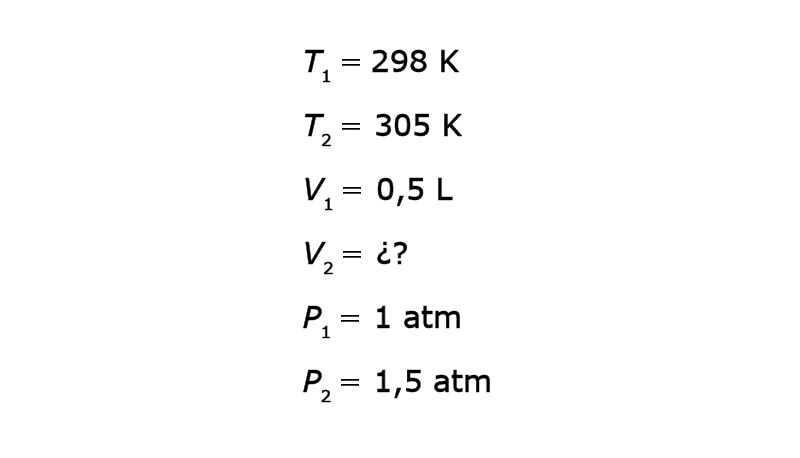 T₁ = 298 K
T₂ = 305 K
V₁ = 0,5 L
V₂ = ¿?
P₁ = 1 atm
P₂ = 1,5 atm